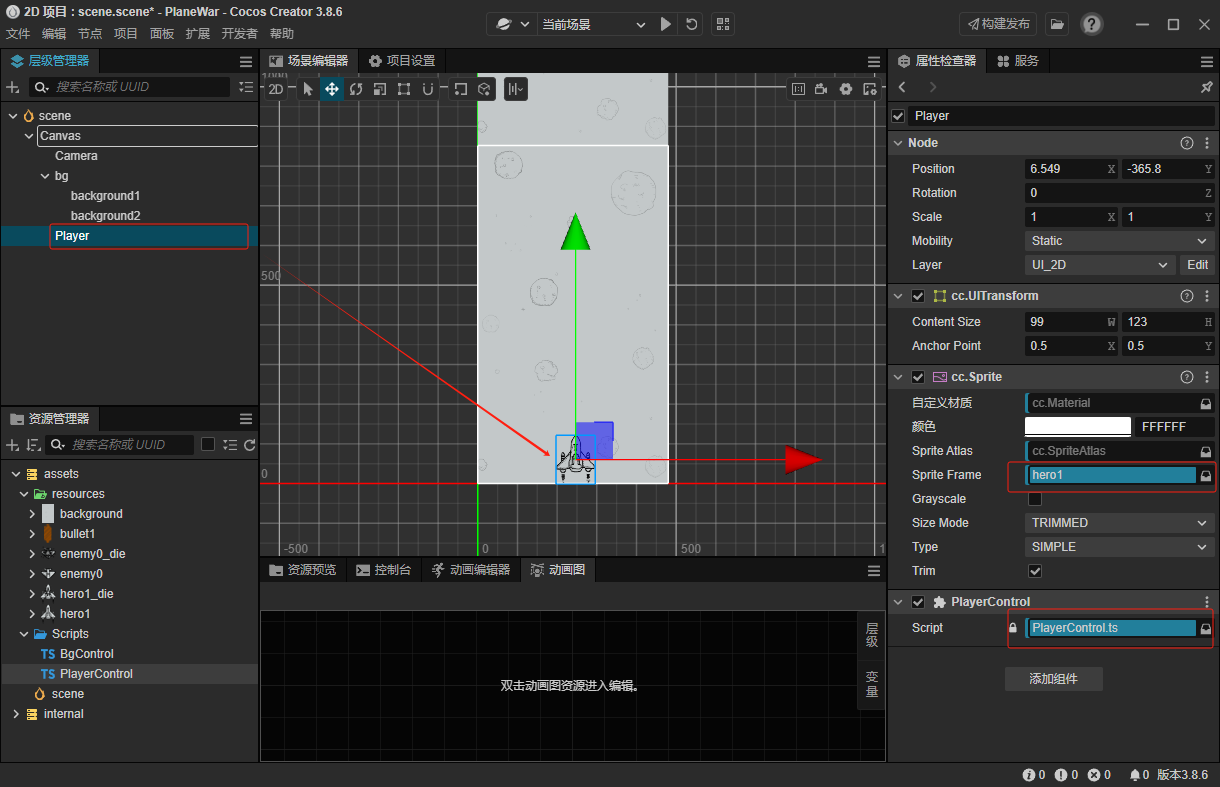 2D 项目 : scene.scene* - PlaneWar - Cocos Creator 3.8.6
文件 编辑 节点 项目 面板 扩展 开发者 帮助
当前场景
构建发布
层级管理器
搜索名称或 UUID
scene
Canvas
Camera
bg
background1
background2
Player
资源管理器
搜索名称或 UUID
assets
resources
background
bullet1
enemy0_die
enemy0
hero1_die
hero1
Scripts
TS BgControl
TS PlayerControl
scene
internal
场景编辑器 项目设置
2D
1000
500
0
-500 0 500 1
资源预览 控制台 动画编辑器 动画图
层级
变量
双击动画图资源进入编辑。
属性检查器 服务
Player
Node
Position 6.549 X -365.8 Y
Rotation 0 Z
Scale 1 X 1 Y
Mobility Static
Layer UI_2D Edit
cc.UITransform
Content Size 99 W 123 H
Anchor Point 0.5 X 0.5 Y
cc.Sprite
自定义材质 cc.Material
颜色 FFFFFF
Sprite Atlas cc.SpriteAtlas
Sprite Frame hero1
Grayscale
Size Mode TRIMMED
Type SIMPLE
Trim
PlayerControl
Script PlayerControl.ts
添加组件
0 0 0 0 版本3.8.6